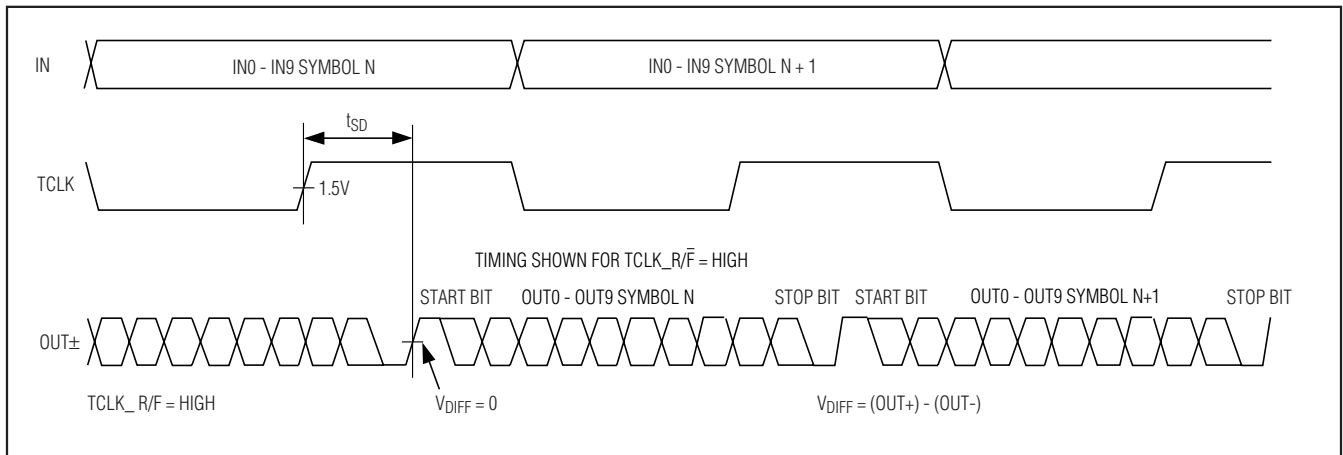 IN
IN0 - IN9 SYMBOL N
IN0 - IN9 SYMBOL N + 1
tSD
TCLK
1.5V
TIMING SHOWN FOR TCLK_R/F̅ = HIGH
START BIT
OUT0 - OUT9 SYMBOL N
STOP BIT
START BIT
OUT0 - OUT9 SYMBOL N+1
STOP BIT
OUT±
TCLK_ R/F = HIGH
VDIFF = 0
VDIFF = (OUT+) - (OUT-)